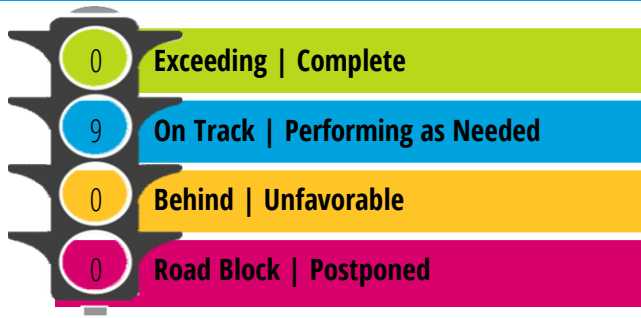 0 Exceeding | Complete
9 On Track | Performing as Needed
0 Behind | Unfavorable
0 Road Block | Postponed